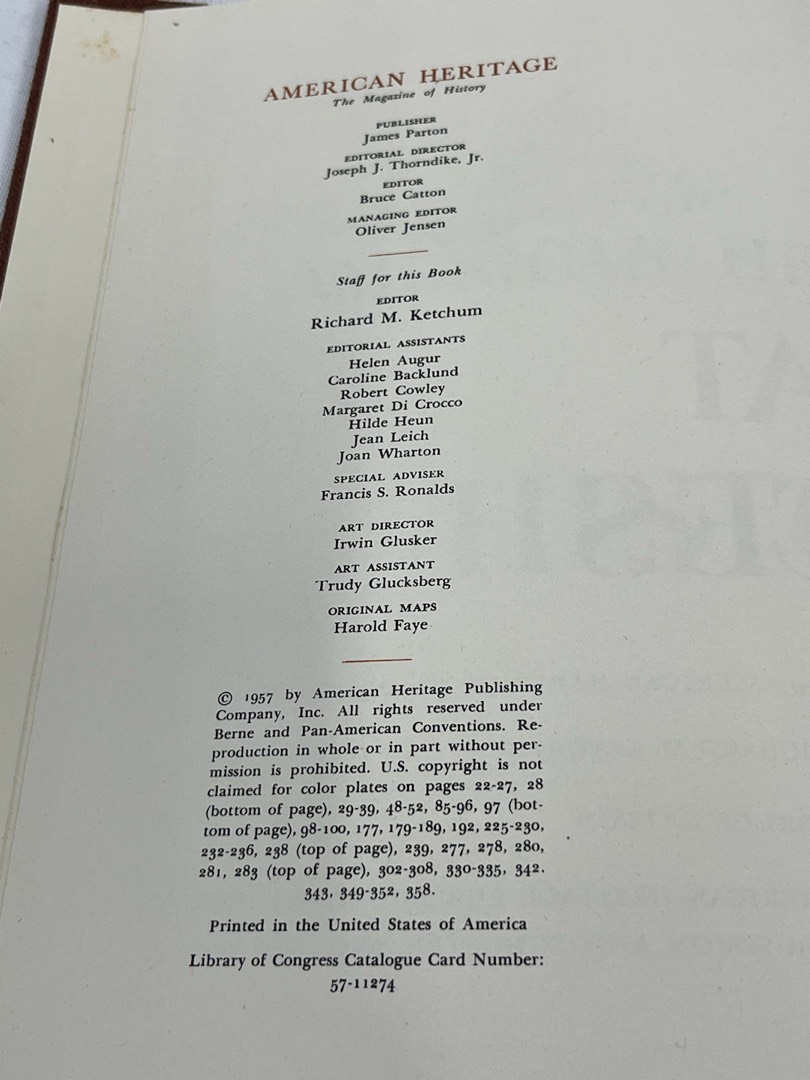 AMERICAN HERITAGE
The Magazine of History
PUBLISHER
James Parton
EDITORIAL DIRECTOR
Joseph J. Thorndike, Jr.
EDITOR
Bruce Catton
MANAGING EDITOR
Oliver Jensen
Staff for this Book
EDITOR
Richard M. Ketchum
EDITORIAL ASSISTANTS
Helen Augur
Caroline Backlund
Robert Cowley
Margaret Di Crocco
Hilde Heun
Jean Leich
Joan Wharton
SPECIAL ADVISER
Francis S. Ronalds
ART DIRECTOR
Irwin Glusker
ART ASSISTANT
Trudy Glucksberg
ORIGINAL MAPS
Harold Faye
© 1957 by American Heritage Publishing
Company, Inc. All rights reserved under
Berne and Pan-American Conventions. Re-
production in whole or in part without per-
mission is prohibited. U.S. copyright is not
claimed for color plates on pages 22-27, 28
(bottom of page), 29-39, 48-52, 85-96, 97 (bot-
tom of page), 98-100, 177, 179-189, 192, 225-230,
232-236, 238 (top of page), 239, 277, 278, 280,
281, 283 (top of page), 302-308, 330-335, 342,
343, 349-352, 358.
Printed in the United States of America
Library of Congress Catalogue Card Number:
57-11274